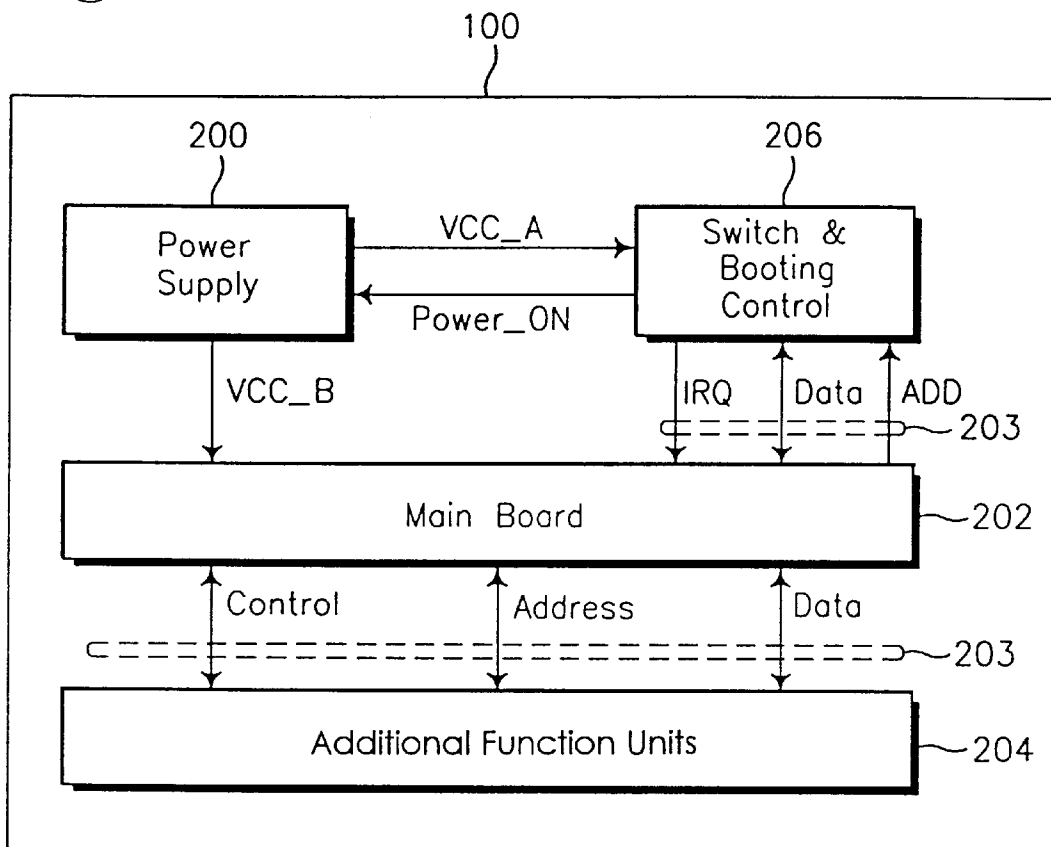 100
200
206
Power
Supply
VCC_A
Power_ON
Switch &
Booting
Control
VCC_B
IRQ
Data
ADD
203
Main Board
202
Control
Address
Data
203
Additional Function Units
204